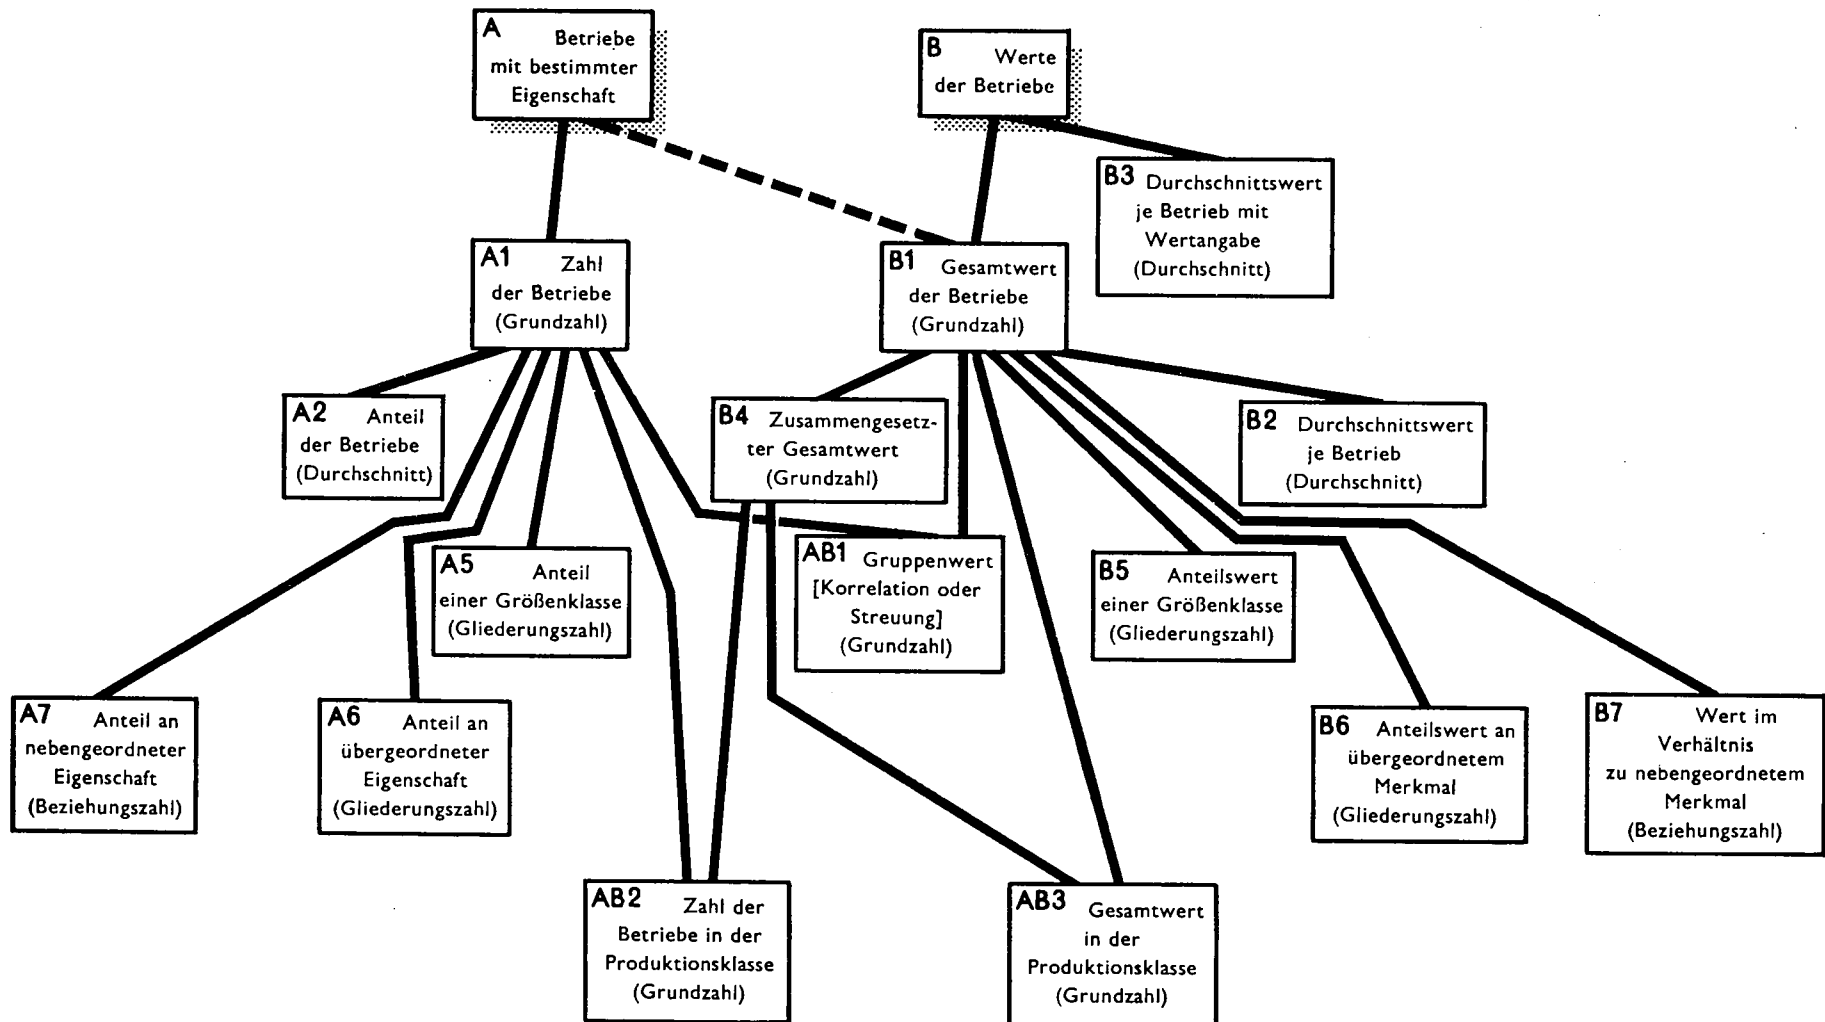 A Betriebe
mit bestimmter
Eigenschaft
B Werte
der Betriebe
B3 Durchschnittswert
je Betrieb mit
Wertangabe
(Durchschnitt)
A1 Zahl
der Betriebe
(Grundzahl)
B1 Gesamtwert
der Betriebe
(Grundzahl)
A2 Anteil
der Betriebe
(Durchschnitt)
B4 Zusammengesetz-
ter Gesamtwert
(Grundzahl)
B2 Durchschnittswert
je Betrieb
(Durchschnitt)
A5 Anteil
einer Größenklasse
(Gliederungszahl)
AB1 Gruppenwert
[Korrelation oder
Streuung]
(Grundzahl)
B5 Anteilswert
einer Größenklasse
(Gliederungszahl)
A7 Anteil an
nebengeordneter
Eigenschaft
(Beziehungszahl)
A6 Anteil an
übergeordneter
Eigenschaft
(Gliederungszahl)
B6 Anteilswert an
übergeordnetem
Merkmal
(Gliederungszahl)
B7 Wert im
Verhältnis
zu nebengeordnetem
Merkmal
(Beziehungszahl)
AB2 Zahl der
Betriebe in der
Produktionsklasse
(Grundzahl)
AB3 Gesamtwert
in der
Produktionsklasse
(Grundzahl)